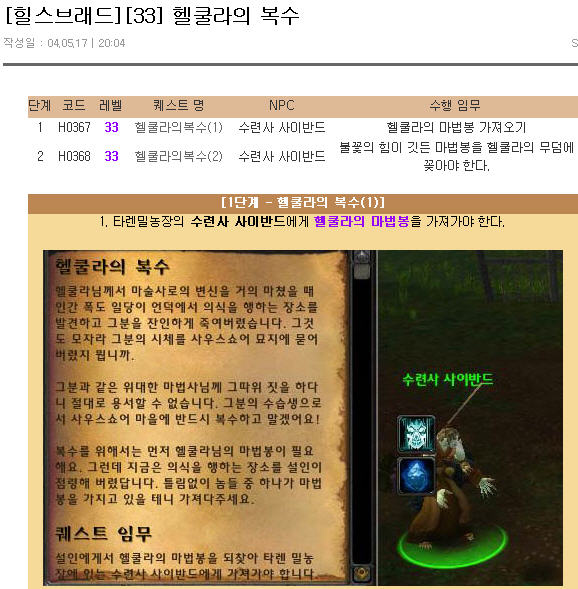 [힐스브래드][33] 헬쿨라의 복수
작성일 : 04.05.17 | 20:04
S
단계 코드 레벨 퀘스트 명 NPC 수행 임무
1 H0367 33 헬쿨라의복수(1) 수련사 사이반드 헬쿨라의 마법봉 가져오기
2 H0368 33 헬쿨라의복수(2) 수련사 사이반드 불꽃의 힘이 깃든 마법봉을 헬쿨라의 무덤에
꽂아야 한다.
[1단계 - 헬쿨라의 복수(1)]
1. 타렌밀농장의 수련사 사이반드에게 헬쿨라의 마법봉을 가져가야 한다.
헬쿨라의 복수
헬쿨라님께서 마술사로의 변신을 거의 마쳤을 때
인간 폭도 일당이 언덕에서 의식을 행하는 장소를
발견하고 그분을 잔인하게 죽여버렸습니다. 그것
도 모자라 그분의 시체를 사우스쇼어 묘지에 묻어
버렸지 뭡니까.
그분과 같은 위대한 마법사님께 그따위 짓을 하다
니 절대로 용서할 수 없습니다. 그분의 수습생으로
서 사우스쇼어 마을에 반드시 복수하고 말겠어요!
복수를 위해서는 먼저 헬쿨라님의 마법봉이 필요
해요. 그런데 지금은 의식을 행하는 장소를 설인이
점령해 버렸답니다. 틀림없이 놈들 중 하나가 마법
봉을 가지고 있을 테니 가져다주세요.
퀘스트 임무
설인에게서 헬쿨라의 마법봉을 되찾아 타렌 밀농
장에 있는 수련사 사이반드에게 가져가야 합니다
수련사 사이반드